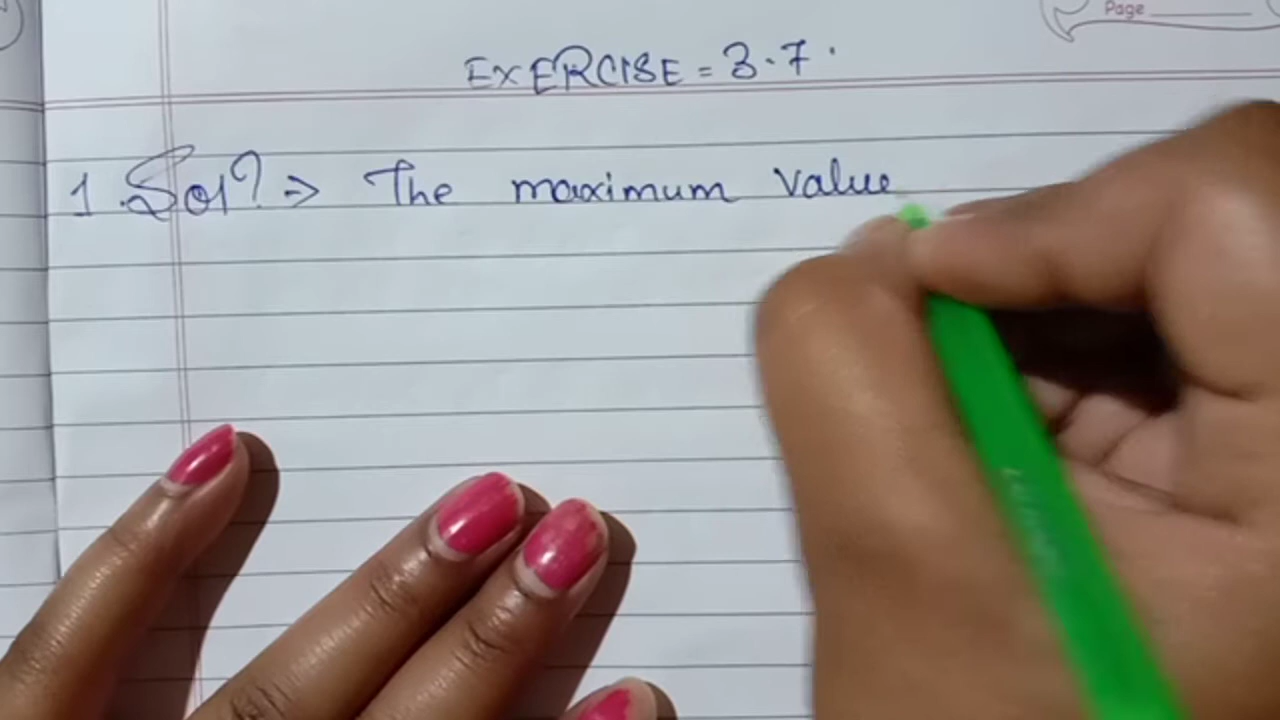 Page
EXERCISE = 3.7.
1. Sol? => The maximum value